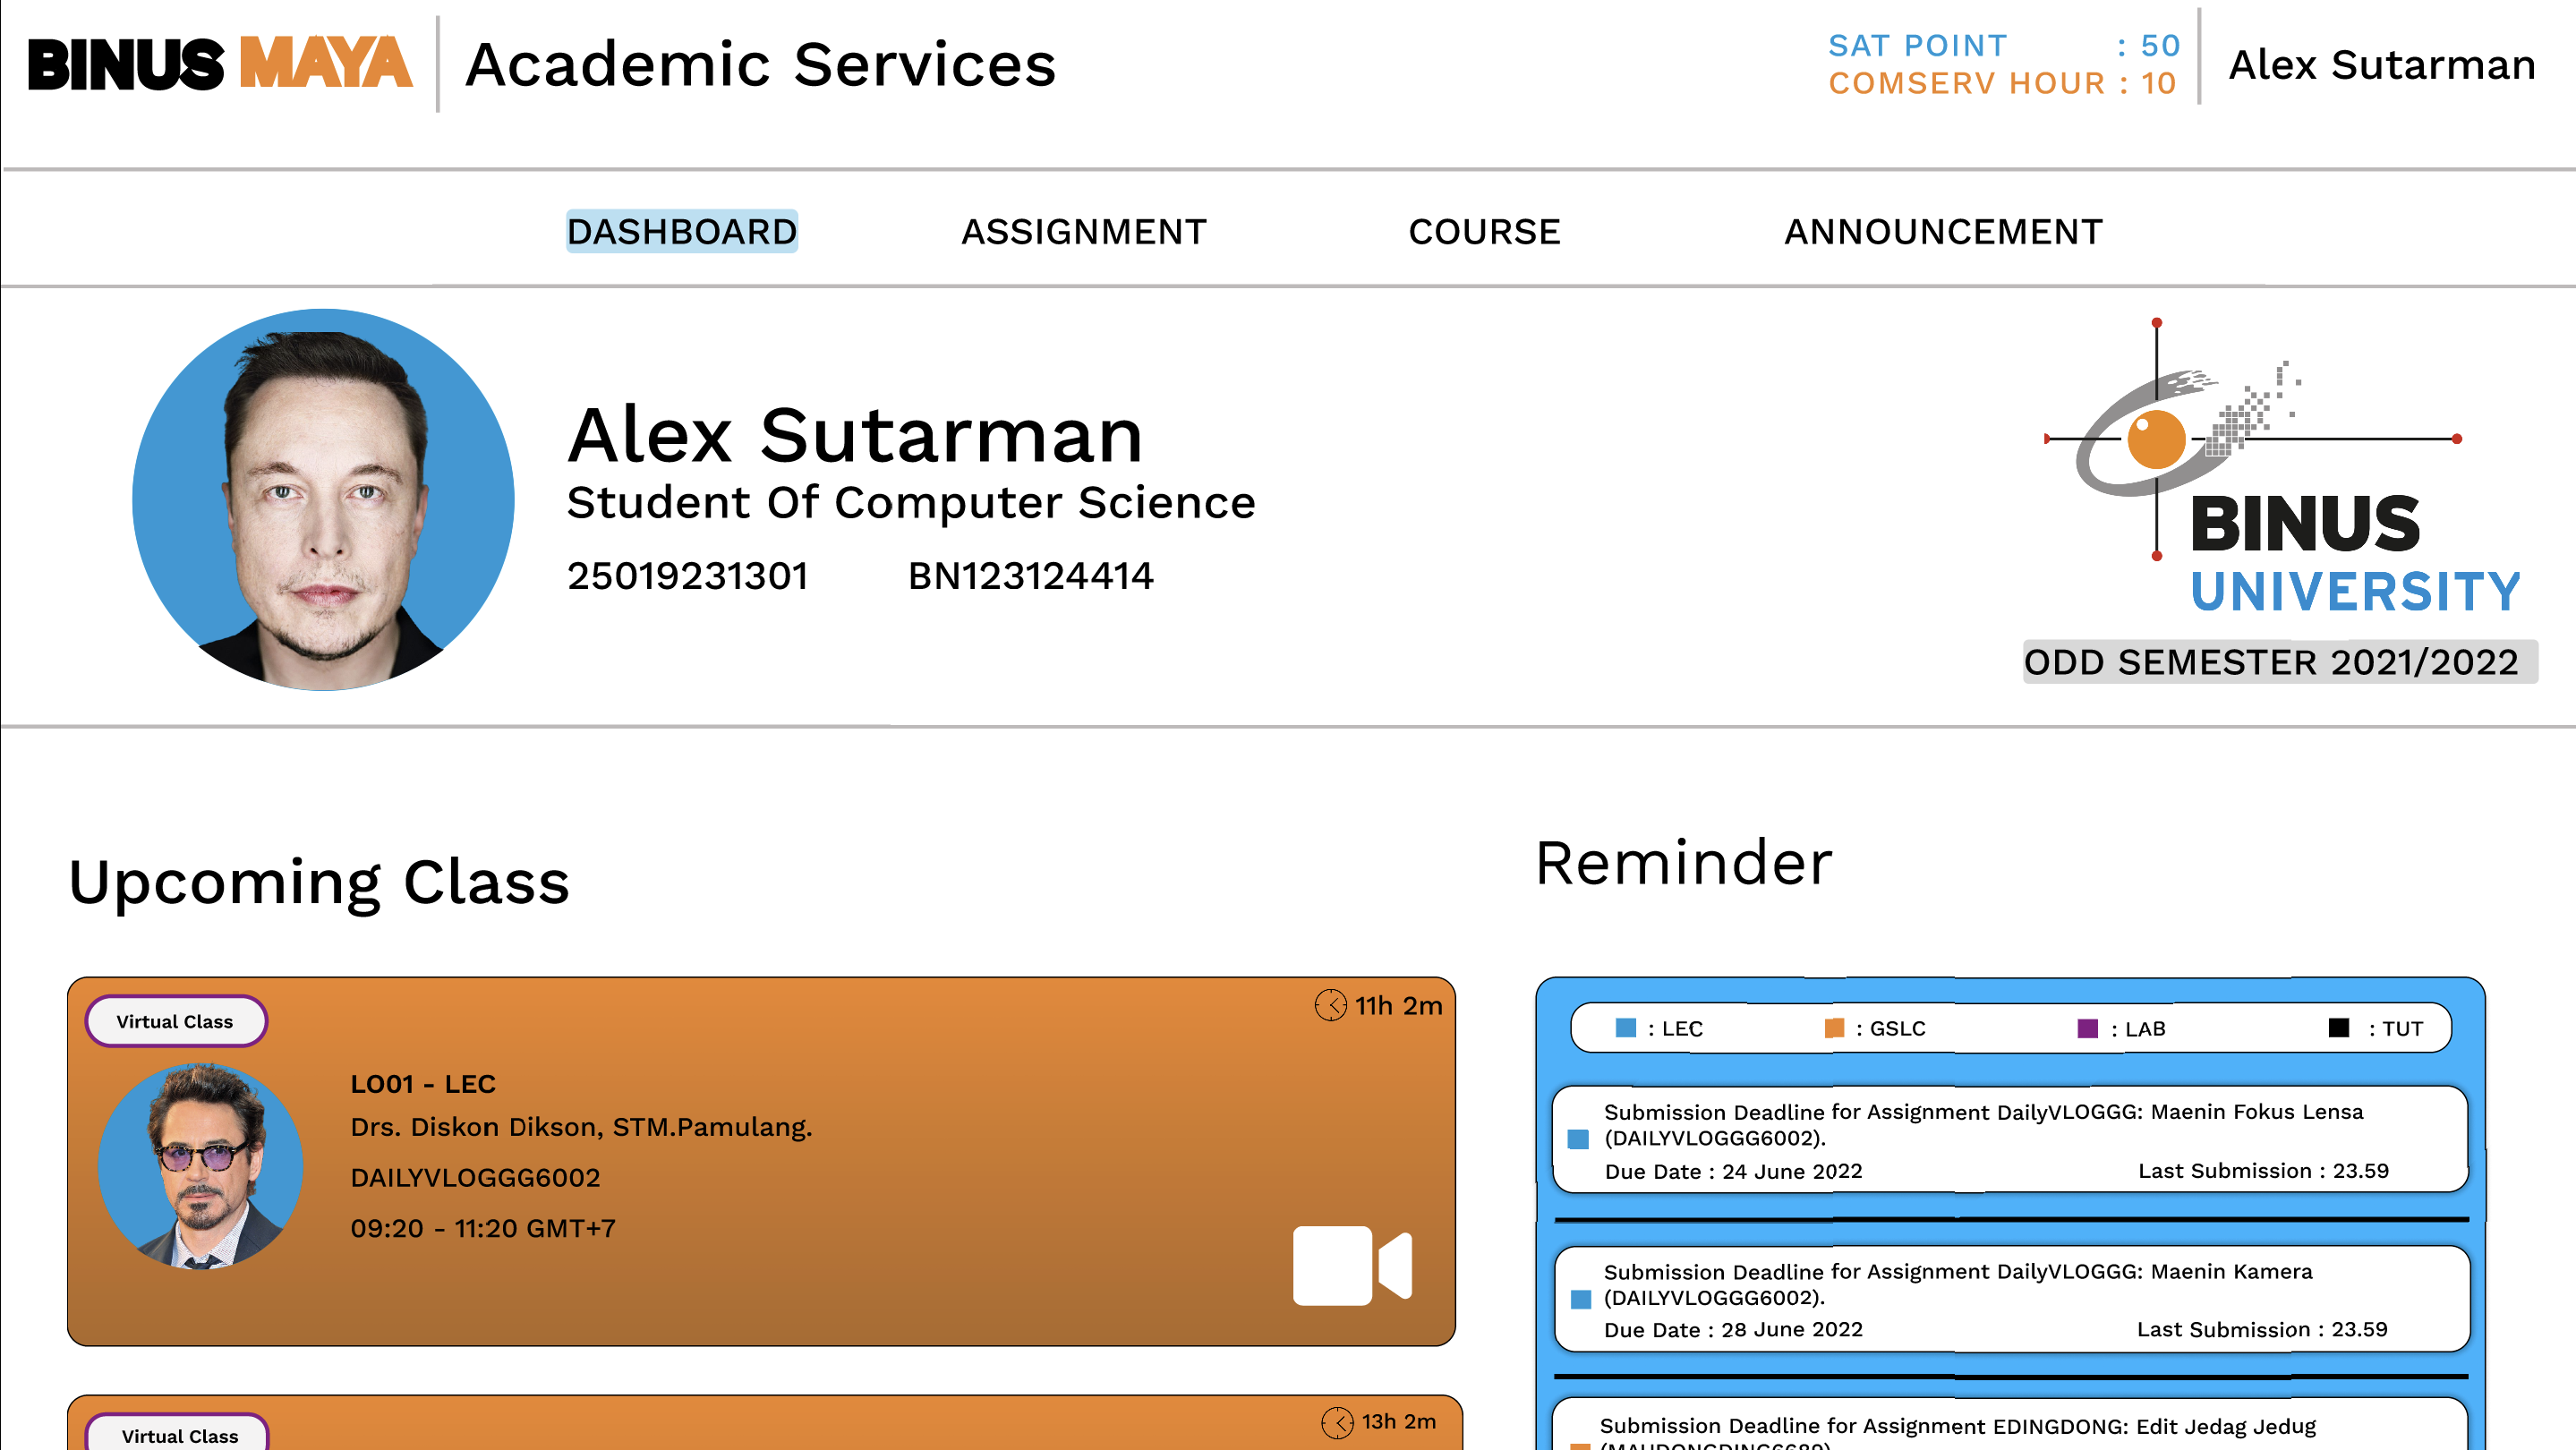 BINUS MAYA
Academic Services
SAT POINT : 50
COMSERV HOUR : 10
Alex Sutarman
DASHBOARD
ASSIGNMENT
COURSE
ANNOUNCEMENT
Alex Sutarman
Student Of Computer Science
25019231301
BN123124414
BINUS
UNIVERSITY
ODD SEMESTER 2021/2022
Upcoming Class
Virtual Class
11h 2m
LO01 - LEC
Drs. Diskon Dikson, STM.Pamulang.
DAILYVLOGGG6002
09:20 - 11:20 GMT+7
Virtual Class
13h 2m
Reminder
: LEC
: GSLC
: LAB
: TUT
Submission Deadline for Assignment DailyVLOGGG: Maenin Fokus Lensa
(DAILYVLOGGG6002).
Due Date : 24 June 2022
Last Submission : 23.59
Submission Deadline for Assignment DailyVLOGGG: Maenin Kamera
(DAILYVLOGGG6002).
Due Date : 28 June 2022
Last Submission : 23.59
Submission Deadline for Assignment EDINGDONG: Edit Jedag Jedug